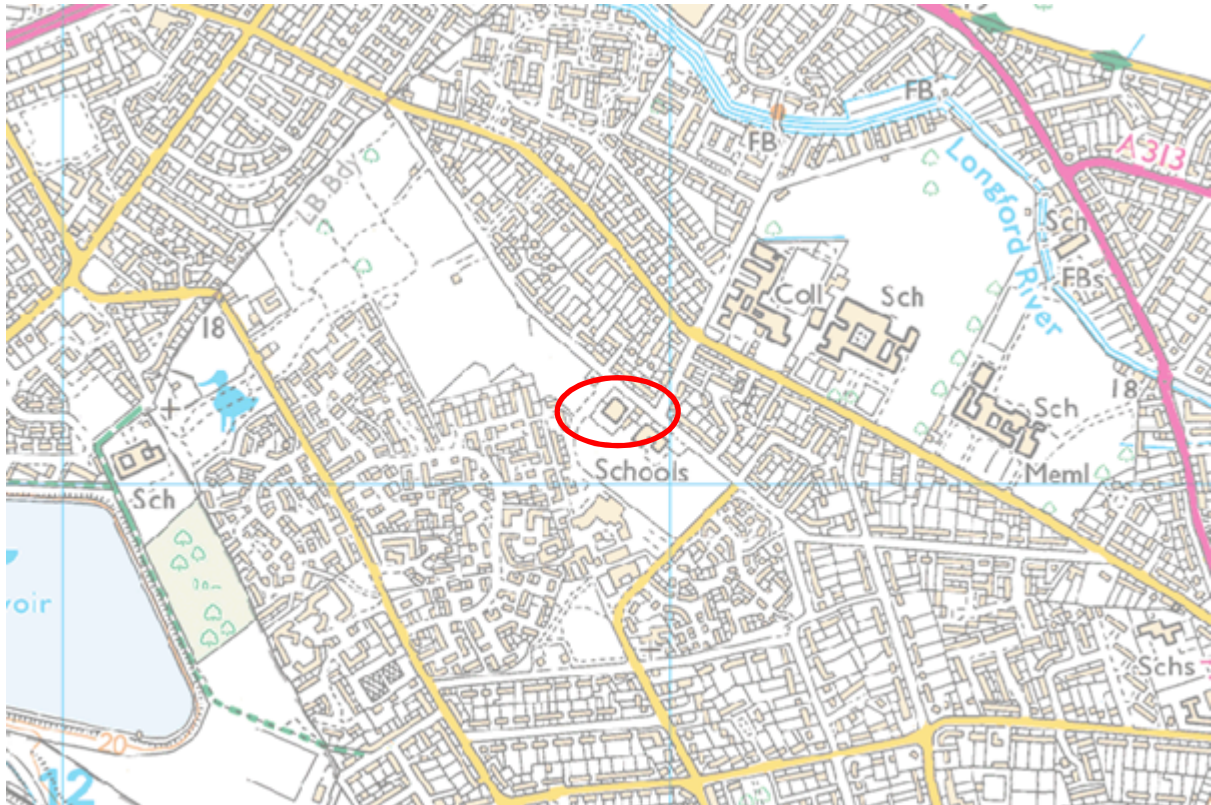 FB
FB
A 313
Longford River
LB Bdy
Sch
FBs
Coll
Sch
18
18
Sch
Schools
Meml
Sch
voir
Schs
20
12